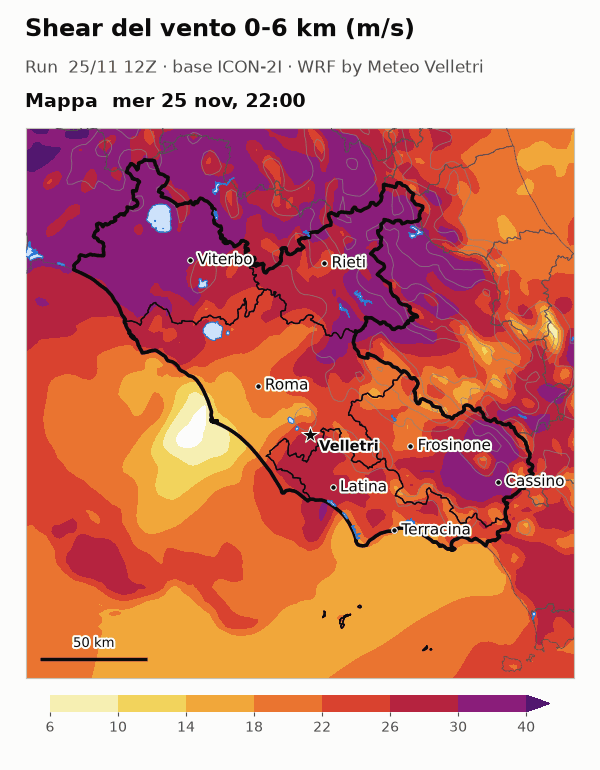 Shear del vento 0-6 km (m/s)
Run  25/11 12Z · base ICON-2I · WRF by Meteo Velletri
Mappa  mer 25 nov, 22:00
Viterbo
Rieti
Roma
Velletri
Frosinone
Cassino
Latina
Terracina
50 km
6 10 14 18 22 26 30 40